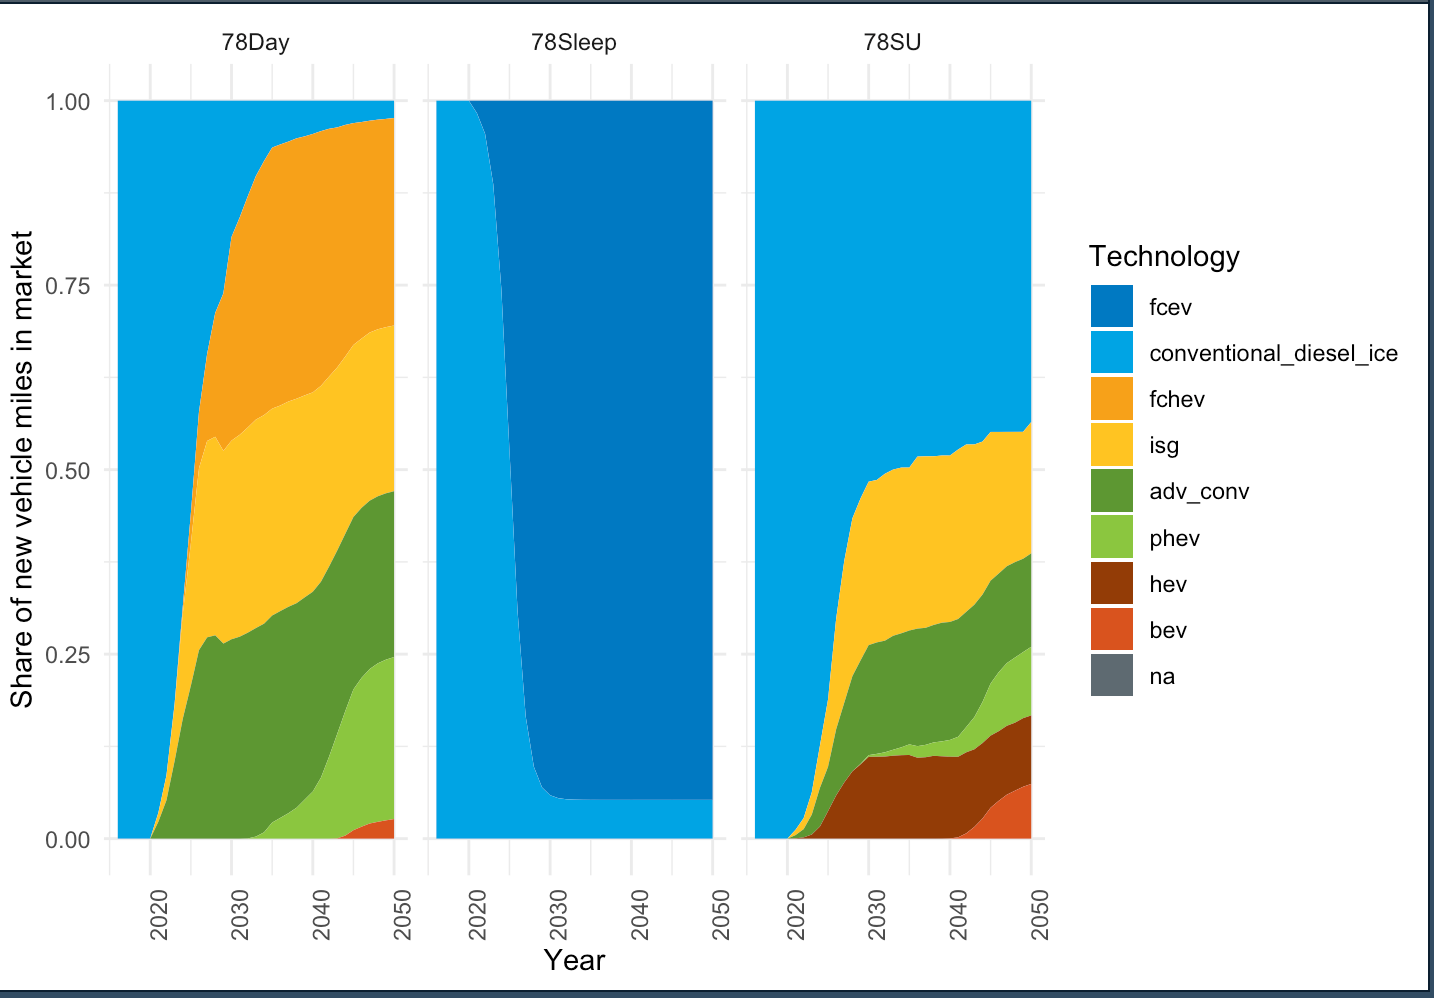 78Day
78Sleep
78SU
1.00
0.75
0.50
0.25
0.00
Share of new vehicle miles in market
2020
2030
2040
2050
2020
2030
2040
2050
2020
2030
2040
2050
Year
Technology
fcev
conventional_diesel_ice
fchev
isg
adv_conv
phev
hev
bev
na